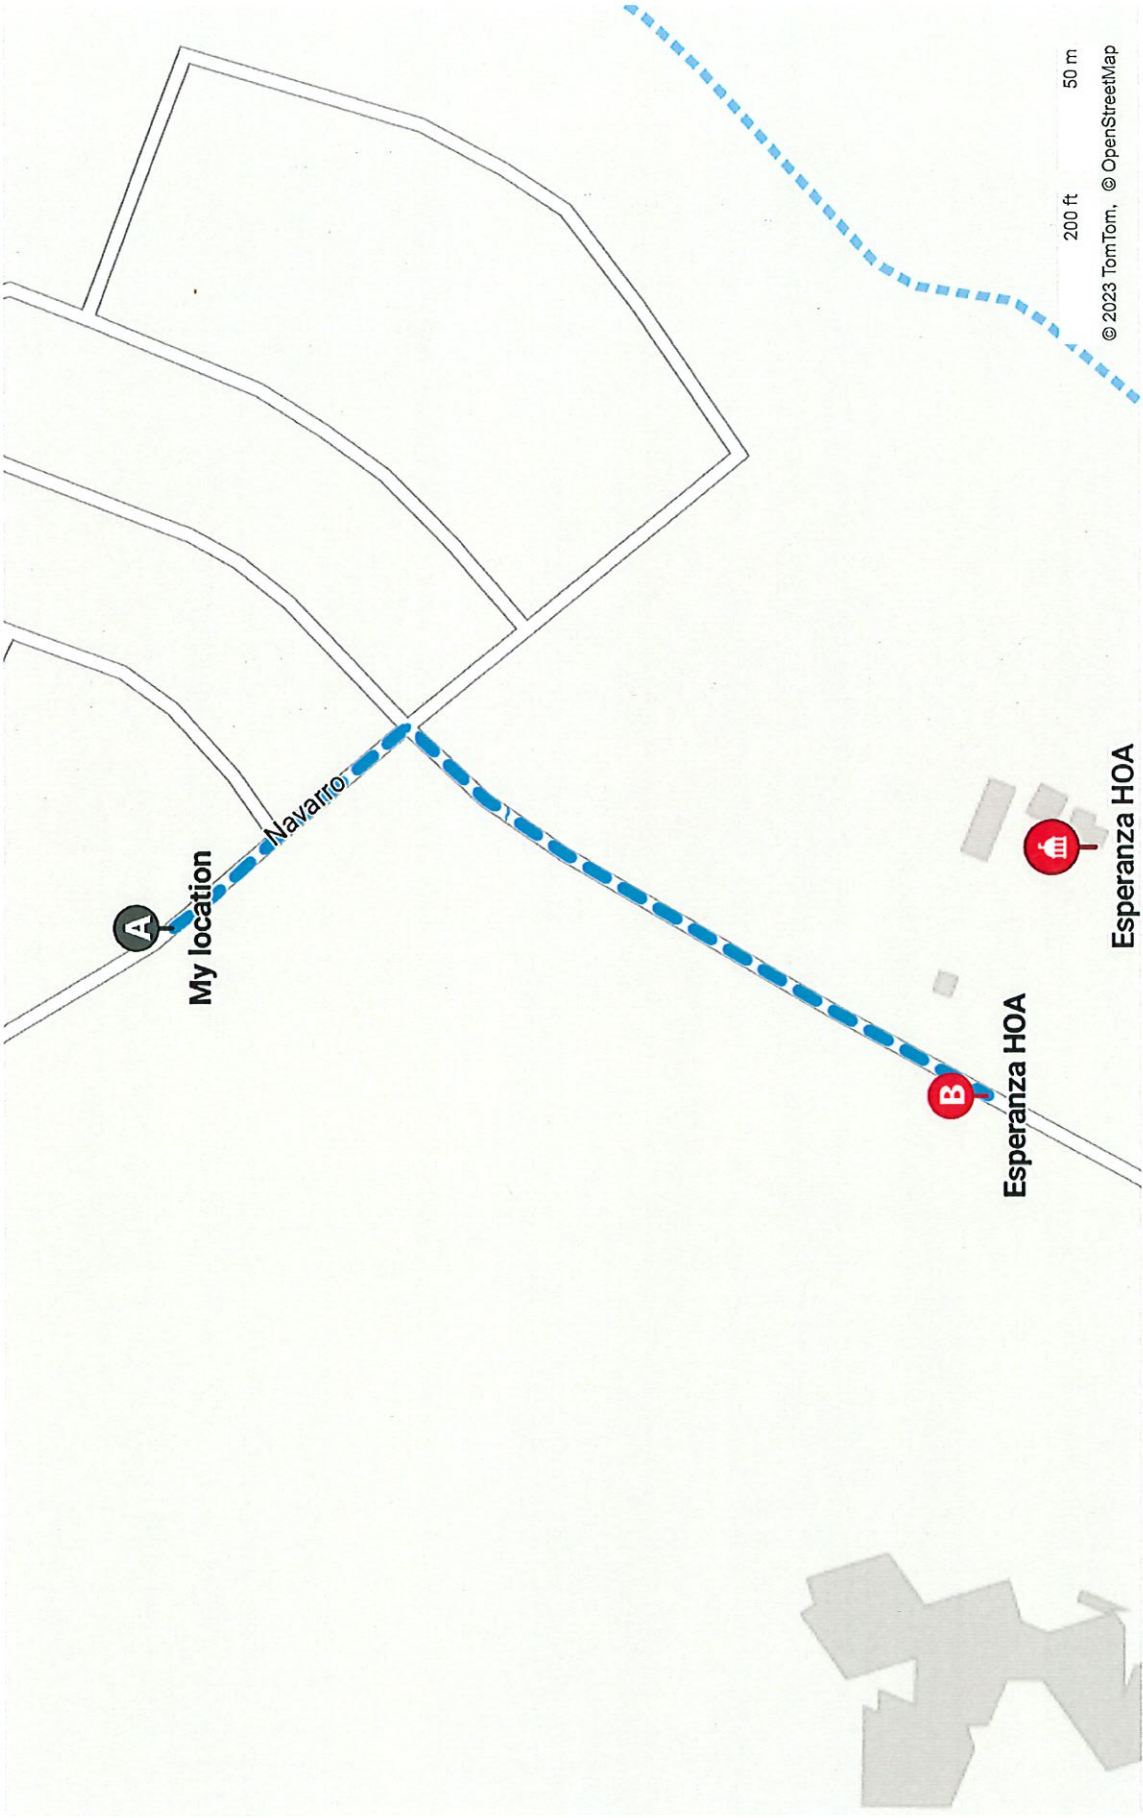 A
My location
Navarro
B
Esperanza HOA
Esperanza HOA
200 ft 50 m
© 2023 TomTom, © OpenStreetMap